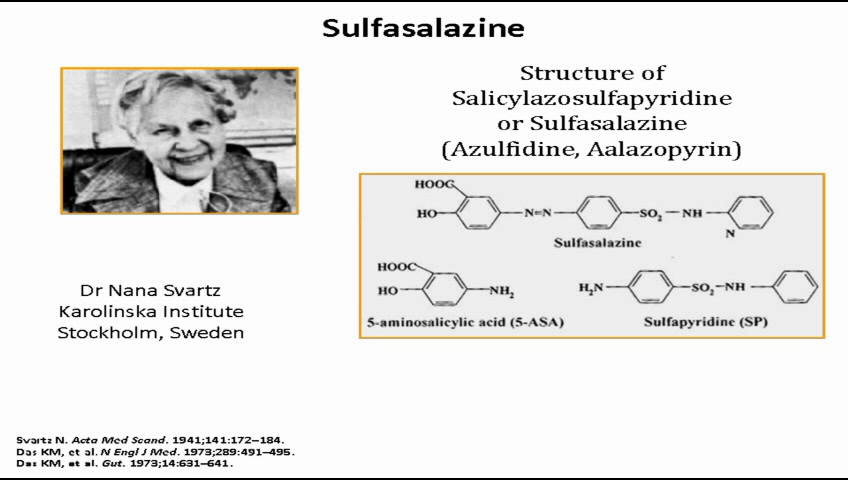 Sulfasalazine
Structure of
Salicylazosulfapyridine
or Sulfasalazine
(Azulfidine, Aalazopyrin)
HOOC
HO
N=N
SO2
NH
N
Sulfasalazine
HOOC
HO
NH2
5-aminosalicylic acid (5-ASA)
H2N
SO2
NH
Sulfapyridine (SP)
Dr Nana Svartz
Karolinska Institute
Stockholm, Sweden
Svartz N. Acta Med Scand. 1941;141:172–184.
Das KM, et al. N Engl J Med. 1973;289:491–495.
Das KM, et al. Gut. 1973;14:631–641.